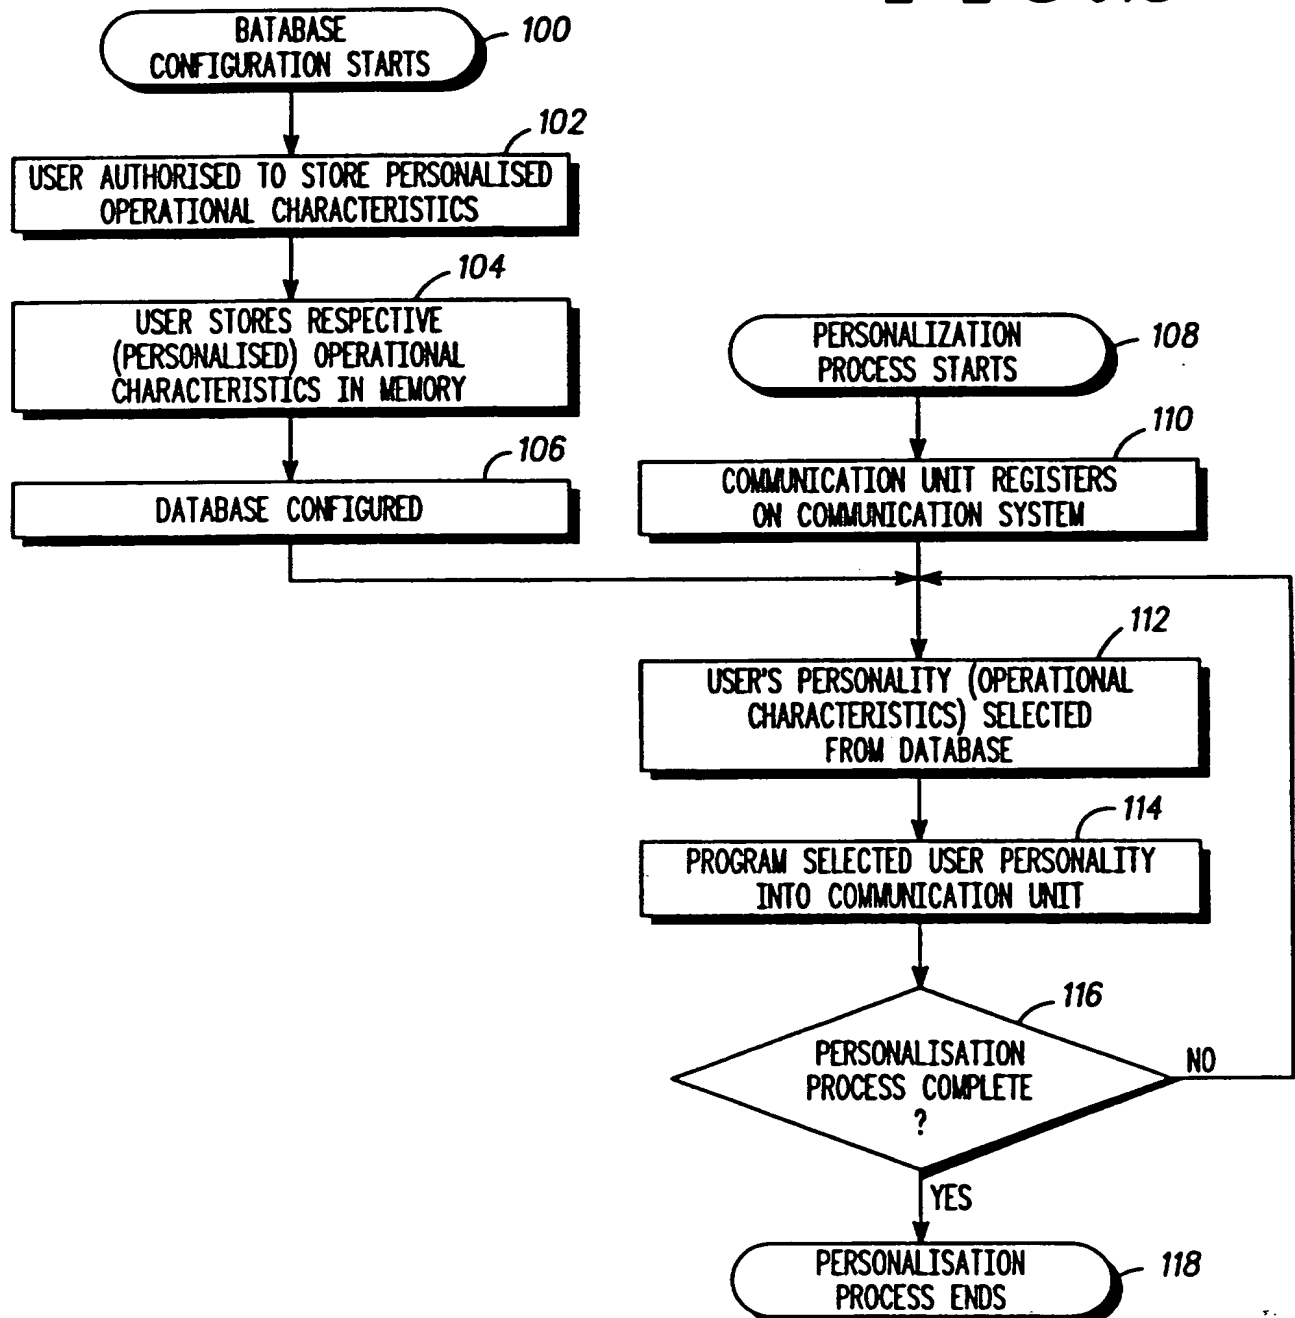 BATABASE
CONFIGURATION STARTS
100
102
USER AUTHORISED TO STORE PERSONALISED
OPERATIONAL CHARACTERISTICS
104
USER STORES RESPECTIVE
(PERSONALISED) OPERATIONAL
CHARACTERISTICS IN MEMORY
106
DATABASE CONFIGURED
PERSONALIZATION
PROCESS STARTS
108
110
COMMUNICATION UNIT REGISTERS
ON COMMUNICATION SYSTEM
112
USER'S PERSONALITY (OPERATIONAL
CHARACTERISTICS) SELECTED
FROM DATABASE
114
PROGRAM SELECTED USER PERSONALITY
INTO COMMUNICATION UNIT
116
PERSONALISATION
PROCESS COMPLETE
?
NO
YES
PERSONALISATION
PROCESS ENDS
118